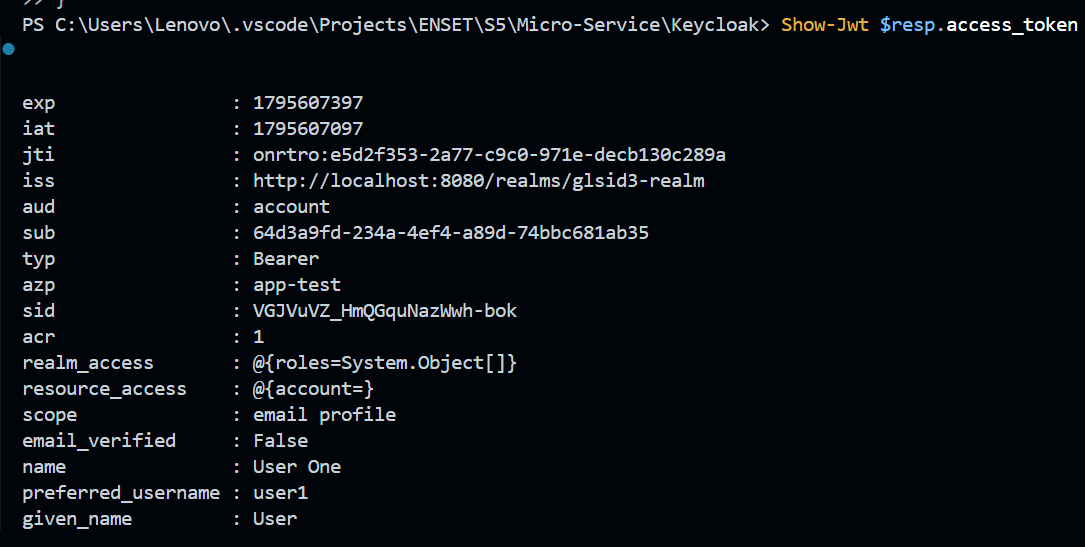 >> }
PS C:\Users\Lenovo\.vscode\Projects\ENSET\S5\Micro-Service\Keycloak> Show-Jwt $resp.access_token
exp : 1795607397
iat : 1795607097
jti : onrtro:e5d2f353-2a77-c9c0-971e-decb130c289a
iss : http://localhost:8080/realms/glsid3-realm
aud : account
sub : 64d3a9fd-234a-4ef4-a89d-74bbc681ab35
typ : Bearer
azp : app-test
sid : VGJVuVZ_HmQGquNazWwh-bok
acr : 1
realm_access : @{roles=System.Object[]}
resource_access : @{account=}
scope : email profile
email_verified : False
name : User One
preferred_username : user1
given_name : User